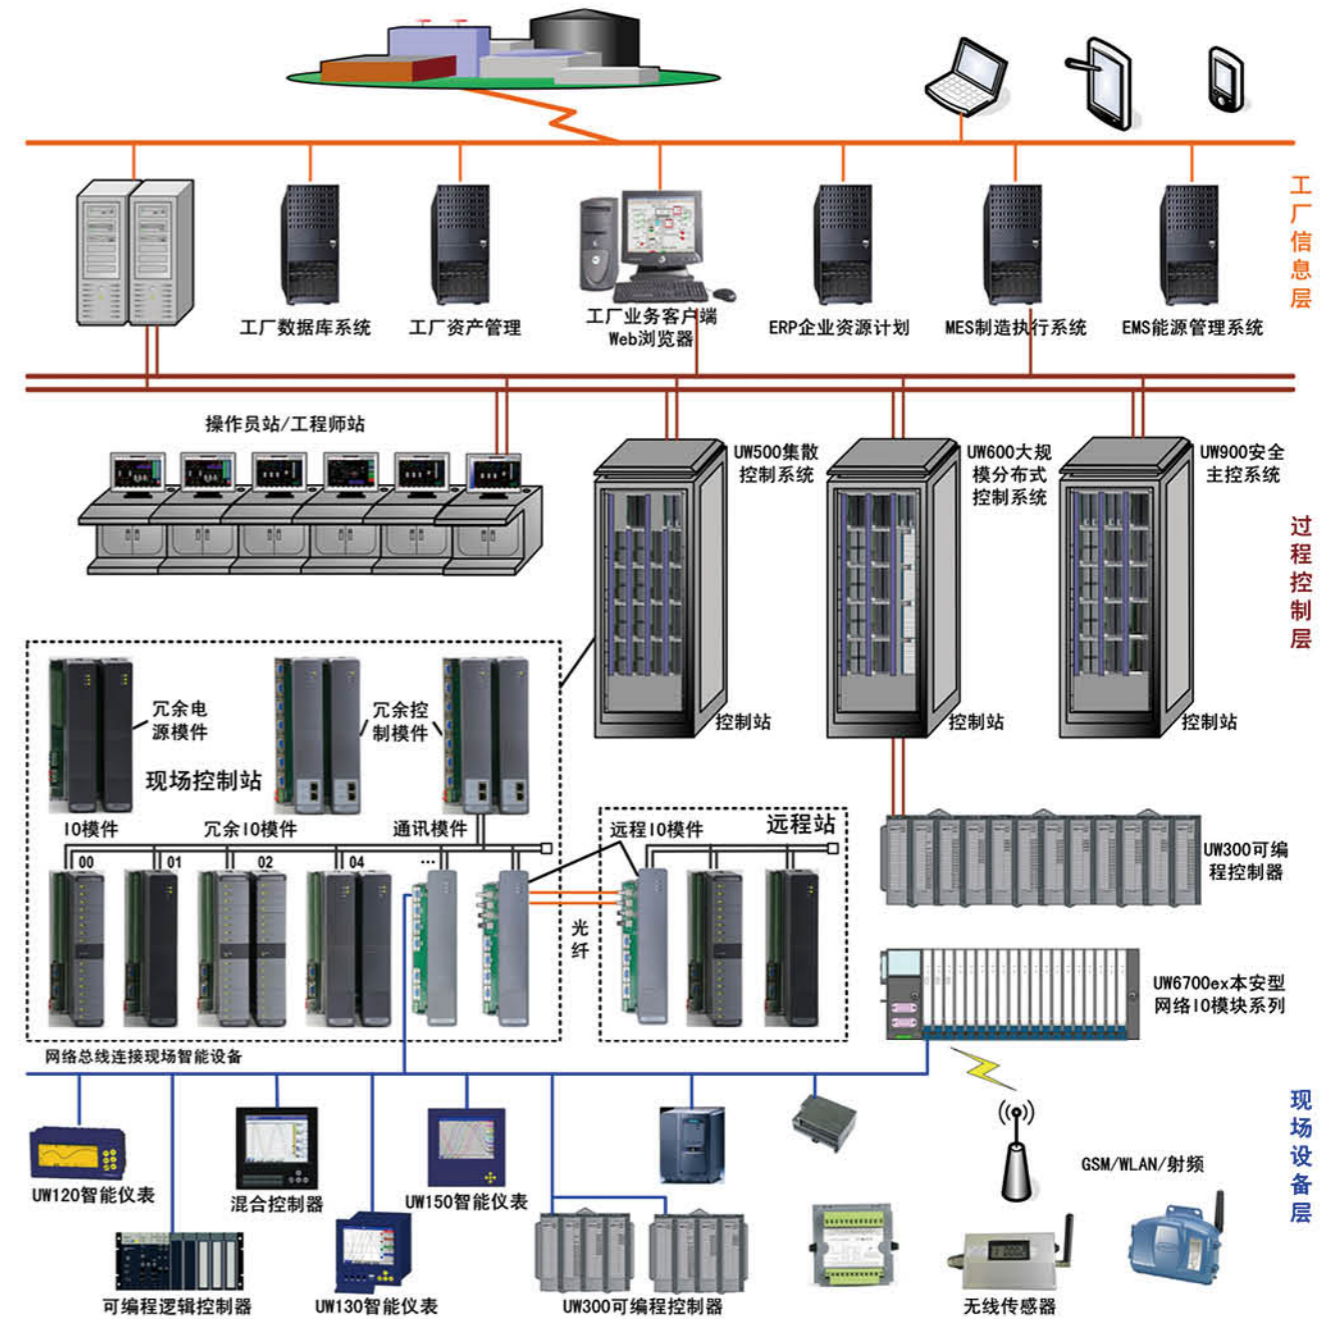 工厂信息层
工厂数据库系统
工厂资产管理
工厂业务客户端
Web浏览器
ERP企业资源计划
MES制造执行系统
EMS能源管理系统
操作员站/工程师站
UW500集散
控制系统
UW600大规
模分布式
控制系统
UW900安全
主控系统
过程控制层
控制站
控制站
控制站
冗余电
源模件
冗余控
制模件
现场控制站
IO模件
冗余IO模件
通讯模件
00
01
02
04
...
远程IO模件
远程站
光纤
UW300可编
程控制器
UW6700ex本安型
网络IO模块系列
网络总线连接现场智能设备
现场设备层
UW120智能仪表
混合控制器
UW150智能仪表
GSM/WLAN/射频
可编程逻辑控制器
UW130智能仪表
UW300可编程控制器
无线传感器